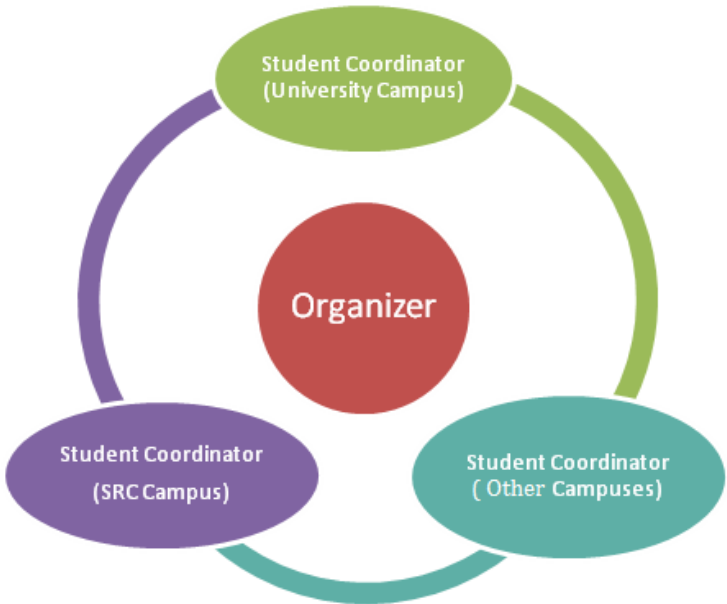 Student Coordinator
(University Campus)
Organizer
Student Coordinator
(SRC Campus)
Student Coordinator
( Other Campuses)